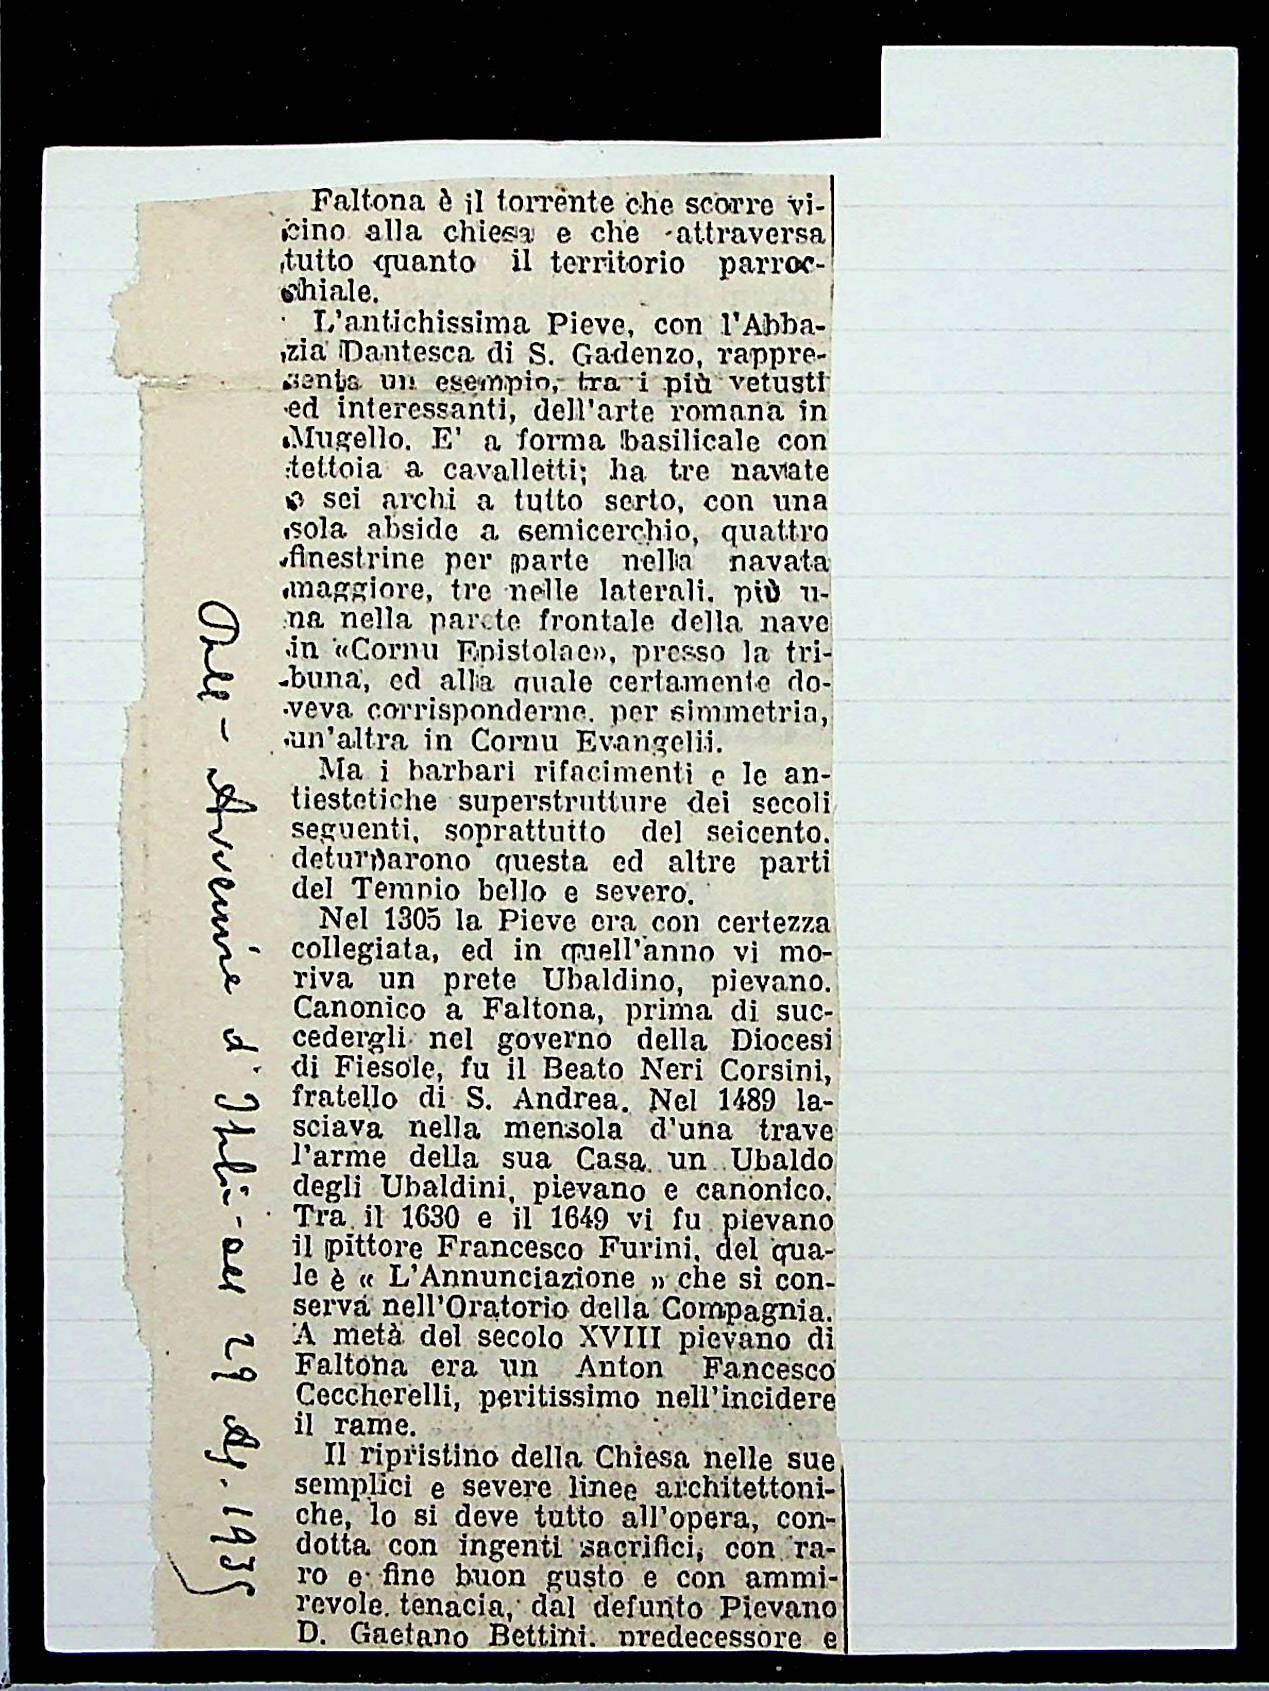 Faltona è il torrente che scorre vi-
cino alla chiesa e che attraversa
tutto quanto il territorio parroc-
chiale.
L'antichissima Pieve, con l'Abba-
zia Dantesca di S. Gadenzo, rappre-
senta un esempio, tra i più vetusti
ed interessanti, dell'arte romana in
Mugello. E' a forma basilicale con
tettoia a cavalletti; ha tre navate
e sei archi a tutto serto, con una
sola abside a semicerchio, quattro
finestrine per parte nella navata
maggiore, tre nelle laterali, più u-
na nella parete frontale della nave
in «Cornu Epistolae», presso la tri-
buna, ed alla quale certamente do-
veva corrisponderne, per simmetria,
un'altra in Cornu Evangelii.
Ma i barbari rifacimenti e le an-
tiestetiche superstrutture dei secoli
seguenti, soprattutto del seicento,
deturparono questa ed altre parti
del Tempio bello e severo.
Nel 1305 la Pieve era con certezza
collegiata, ed in quell'anno vi mo-
riva un prete Ubaldino, pievano.
Canonico a Faltona, prima di suc-
cedergli nel governo della Diocesi
di Fiesole, fu il Beato Neri Corsini,
fratello di S. Andrea. Nel 1489 la-
sciava nella mensola d'una trave
l'arme della sua Casa un Ubaldo
degli Ubaldini, pievano e canonico.
Tra il 1630 e il 1649 vi fu pievano
il pittore Francesco Furini, del qua-
le è « L'Annunciazione » che si con-
serva nell'Oratorio della Compagnia.
A metà del secolo XVIII pievano di
Faltona era un Anton Fancesco
Ceccherelli, peritissimo nell'incidere
il rame.
Il ripristino della Chiesa nelle sue
semplici e severe linee architettoni-
che, lo si deve tutto all'opera, con-
dotta con ingenti sacrifici, con ra-
ro e fine buon gusto e con ammi-
revole tenacia, dal defunto Pievano
D. Gaetano Bettini, predecessore e
Dall'Avvenire d'Italia - del 29 Ag. 1935